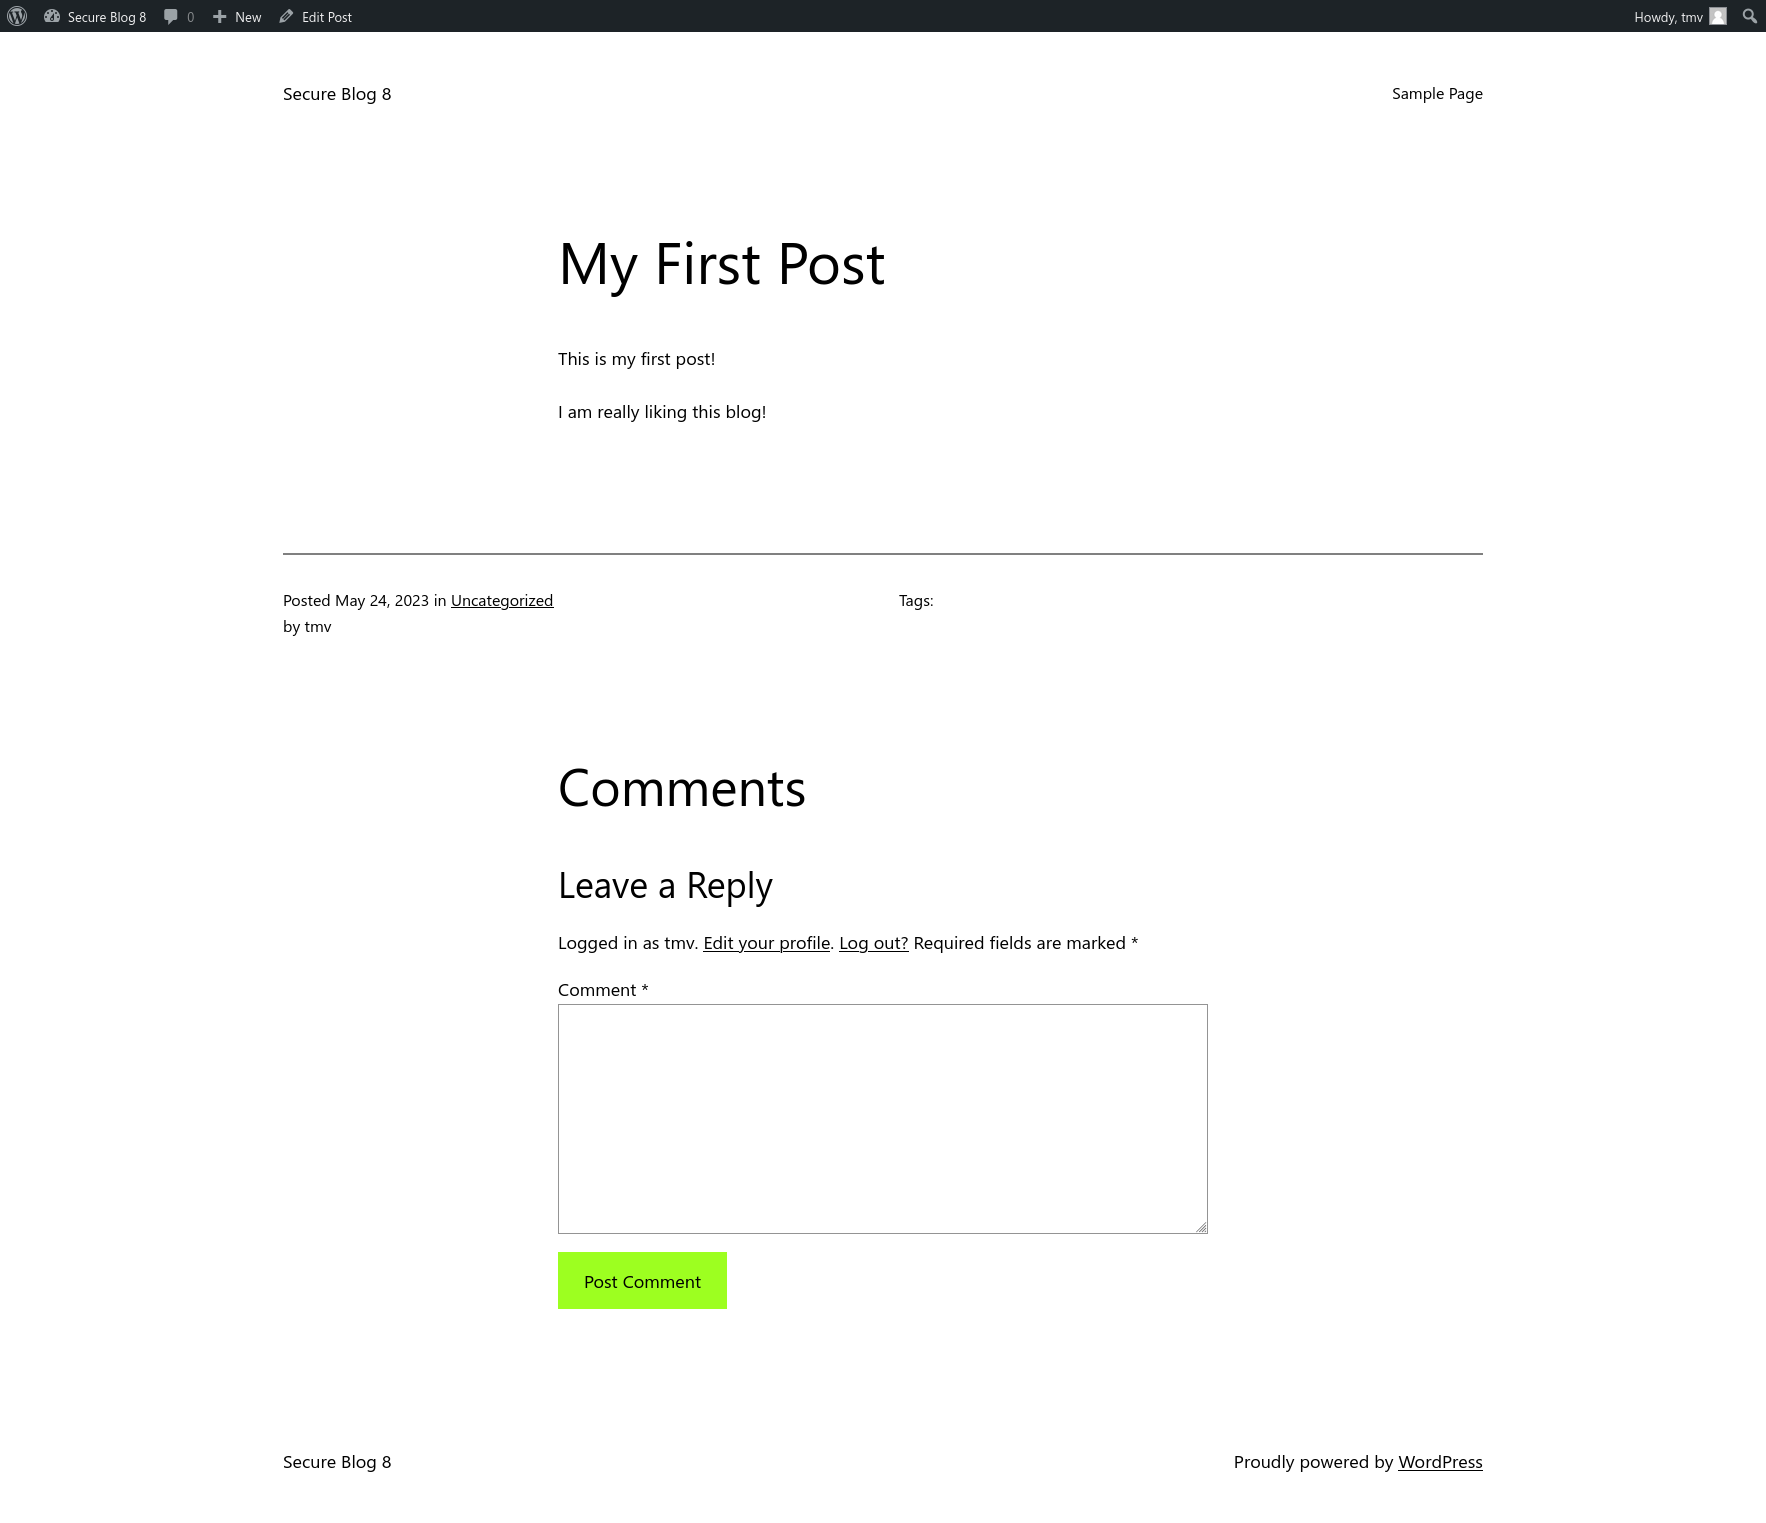 Secure Blog 8 0 New Edit Post Howdy, tmv
Secure Blog 8 Sample Page
My First Post
This is my first post!
I am really liking this blog!
Posted May 24, 2023 in Uncategorized Tags:
by tmv
Comments
Leave a Reply
Logged in as tmv. Edit your profile. Log out? Required fields are marked *
Comment *
Post Comment
Secure Blog 8 Proudly powered by WordPress